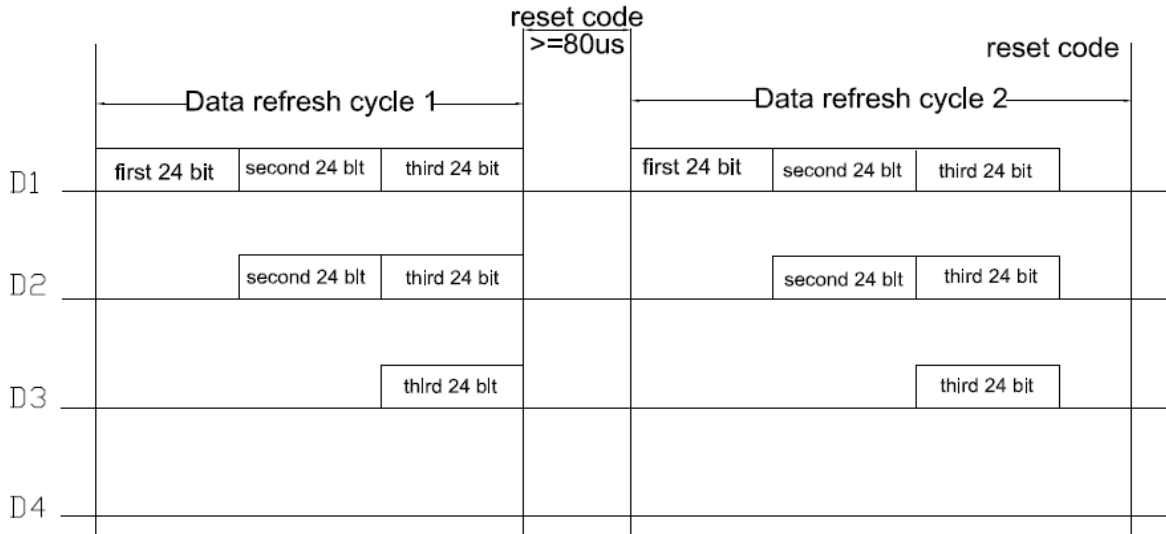 reset code
>=80us
reset code
Data refresh cycle 1
Data refresh cycle 2
D1 first 24 bit second 24 blt third 24 bit first 24 bit second 24 blt third 24 bit
D2 second 24 blt third 24 bit second 24 blt third 24 bit
D3 thlrd 24 blt third 24 bit
D4